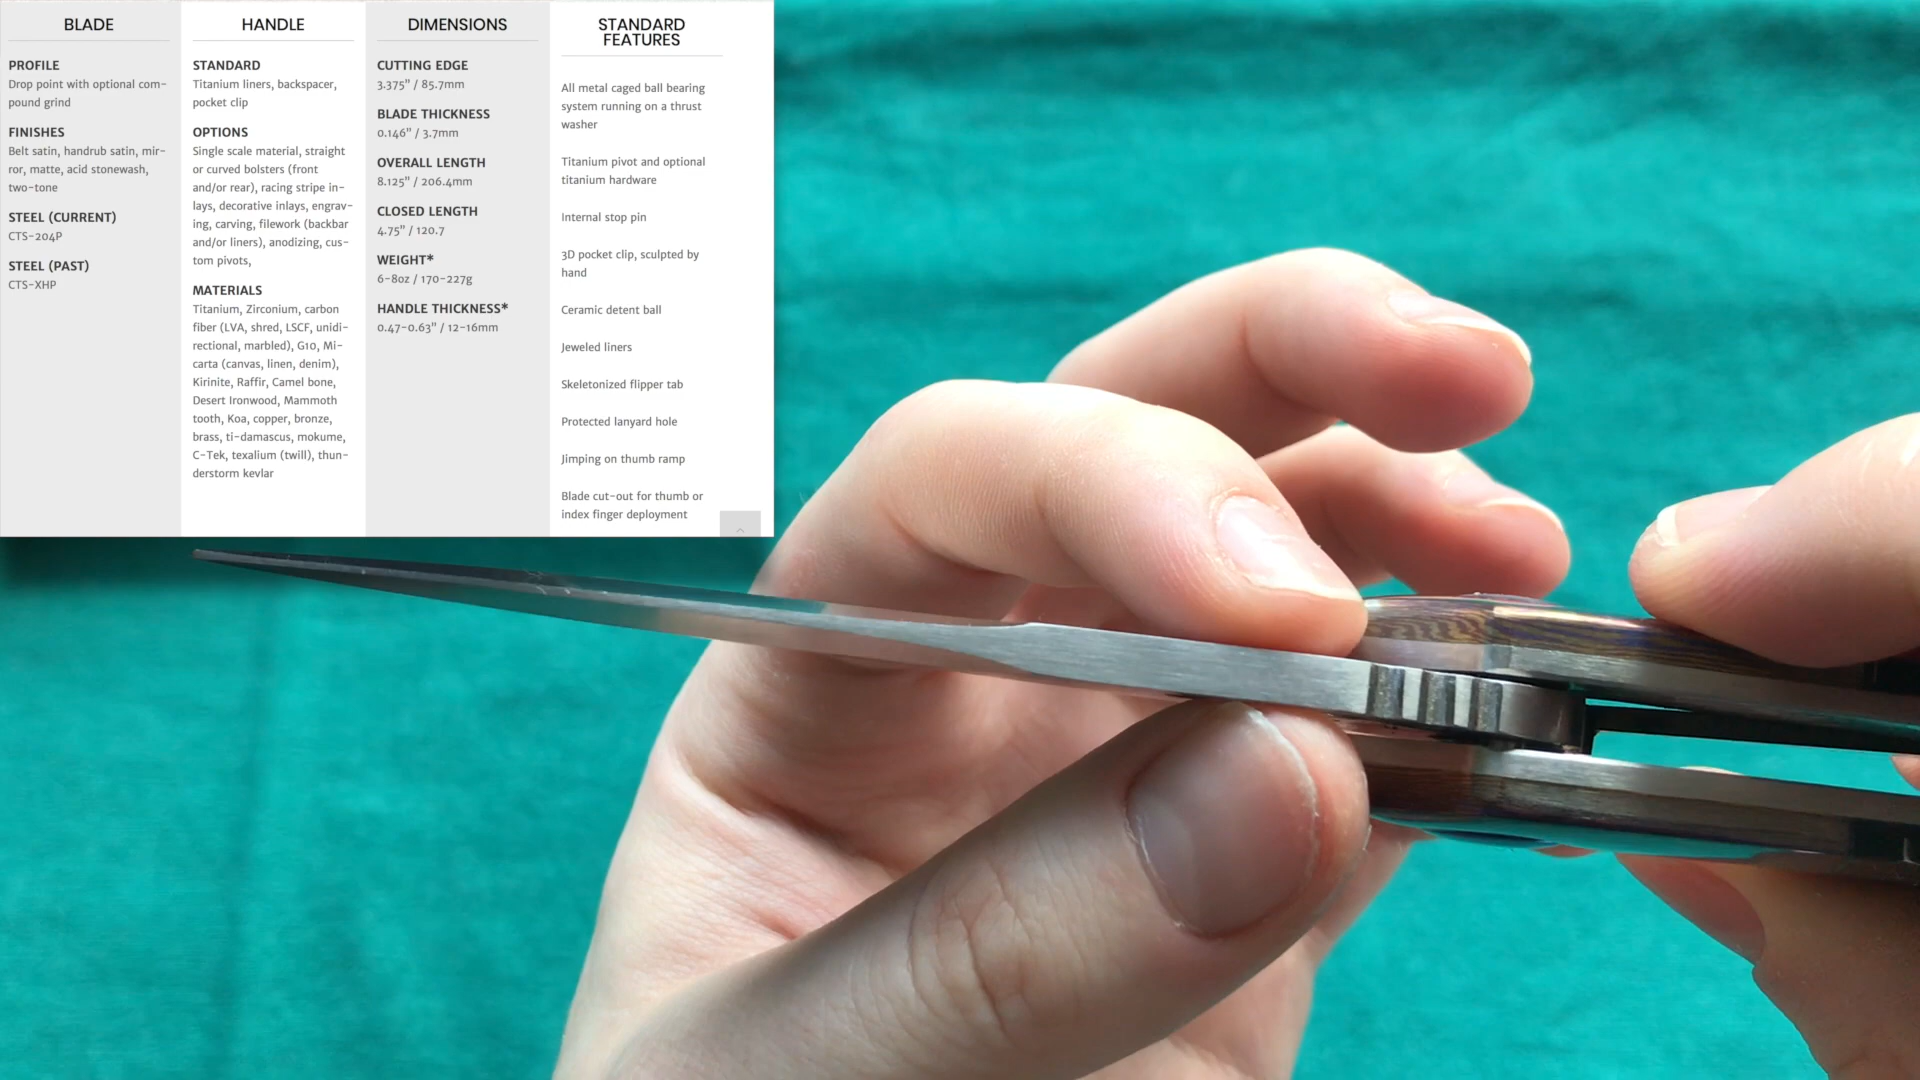 BLADE
PROFILE
Drop point with optional com-
pound grind
FINISHES
Belt satin, handrub satin, mir-
ror, matte, acid stonewash,
two-tone
STEEL (CURRENT)
CTS-204P
STEEL (PAST)
CTS-XHP
HANDLE
STANDARD
Titanium liners, backspacer,
pocket clip
OPTIONS
Single scale material, straight
or curved bolsters (front
and/or rear), racing stripe in-
lays, decorative inlays, engrav-
ing, carving, filework (backbar
and/or liners), anodizing, cus-
tom pivots,
MATERIALS
Titanium, Zirconium, carbon
fiber (LVA, shred, LSCF, unidi-
rectional, marbled), G10, Mi-
carta (canvas, linen, denim),
Kirinite, Raffir, Camel bone,
Desert Ironwood, Mammoth
tooth, Koa, copper, bronze,
brass, ti-damascus, mokume,
C-Tek, texalium (twill), thun-
derstorm kevlar
DIMENSIONS
CUTTING EDGE
3.375" / 85.7mm
BLADE THICKNESS
0.146" / 3.7mm
OVERALL LENGTH
8.125" / 206.4mm
CLOSED LENGTH
4.75" / 120.7
WEIGHT*
6-8oz / 170-227g
HANDLE THICKNESS*
0.47-0.63" / 12-16mm
STANDARD
FEATURES
All metal caged ball bearing
system running on a thrust
washer
Titanium pivot and optional
titanium hardware
Internal stop pin
3D pocket clip, sculpted by
hand
Ceramic detent ball
Jeweled liners
Skeletonized flipper tab
Protected lanyard hole
Jimping on thumb ramp
Blade cut-out for thumb or
index finger deployment